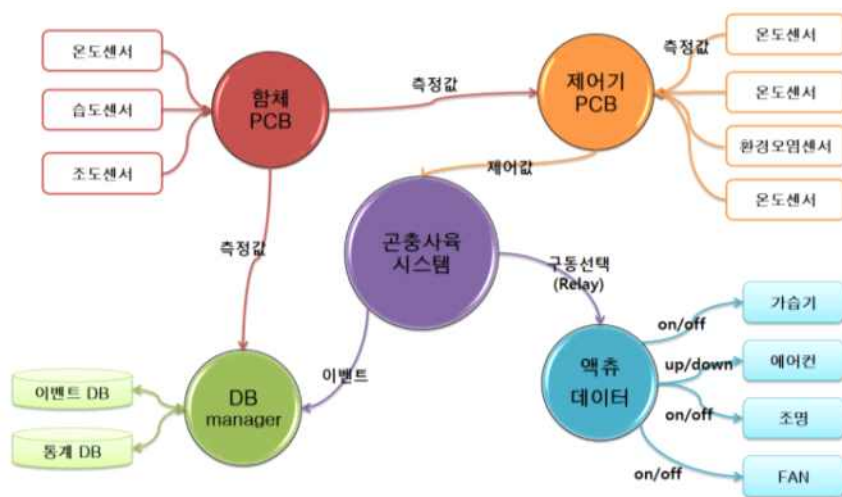 온도센서
습도센서
조도센서
함체
PCB
측정값
제어기
PCB
측정값
온도센서
온도센서
환경오염센서
온도센서
제어값
측정값
곤충사육
시스템
구동선택
(Relay)
이벤트
이벤트 DB
통계 DB
DB
manager
액츄
데이터
on/off
up/down
on/off
on/off
가습기
에어컨
조명
FAN